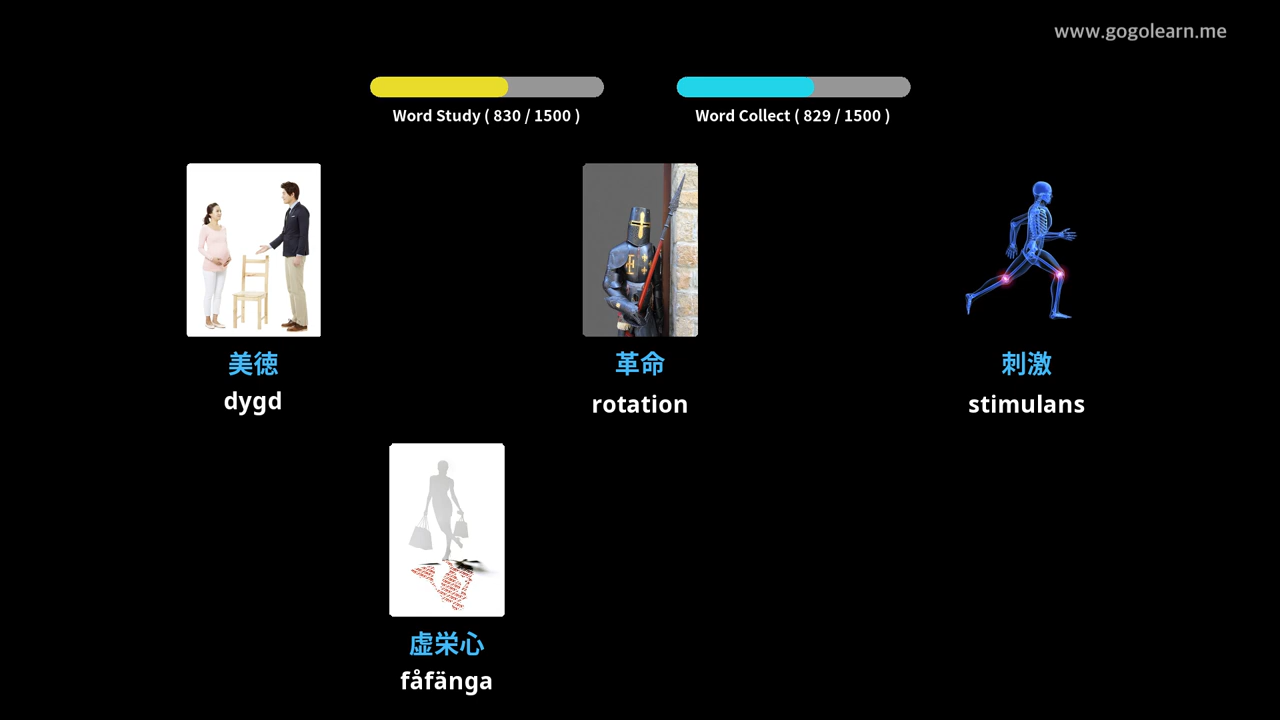 www.gogolearn.me
Word Study ( 830 / 1500 )
Word Collect ( 829 / 1500 )
美徳
dygd
革命
rotation
刺激
stimulans
虚栄心
fåfänga